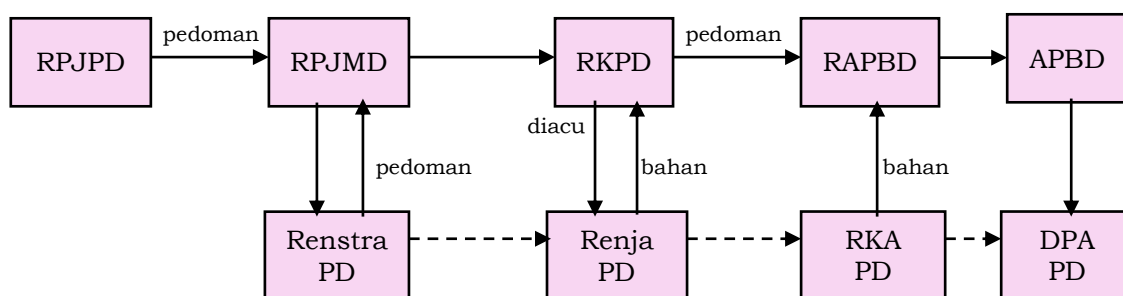 pedoman
pedoman
RPJPD
RPJMD
RKPD
RAPBD
APBD
diacu
pedoman
bahan
bahan
Renstra
PD
Renja
PD
RKA
PD
DPA
PD